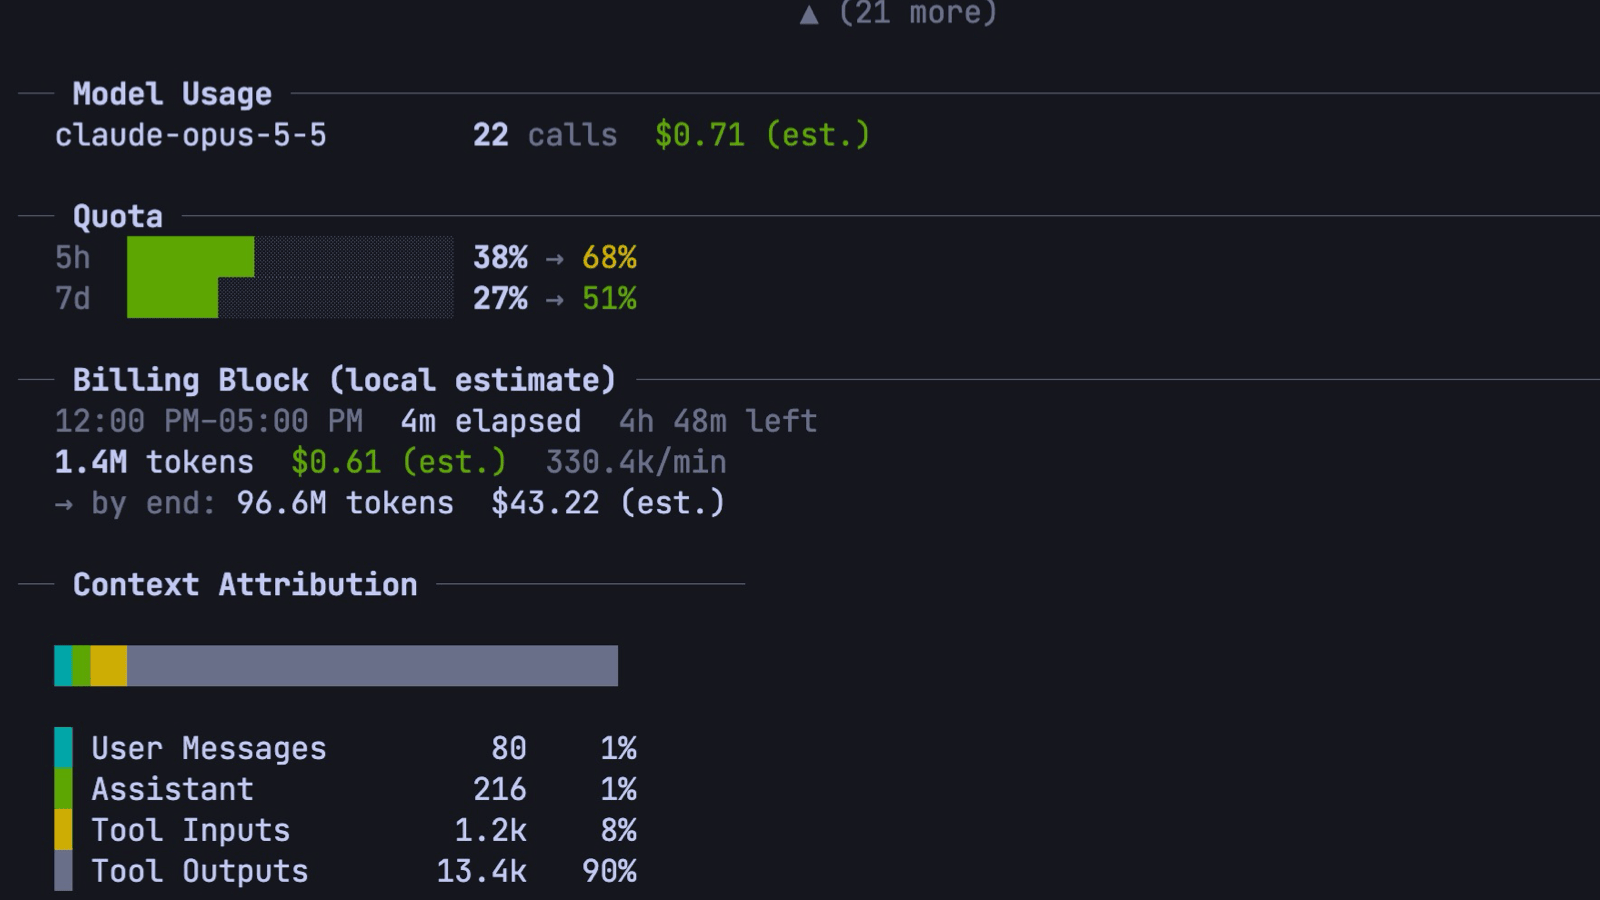 ▲ (21 more)
Model Usage
claude-opus-5-5 22 calls $0.71 (est.)
Quota
5h 38% → 68%
7d 27% → 51%
Billing Block (local estimate)
12:00 PM–05:00 PM 4m elapsed 4h 48m left
1.4M tokens $0.61 (est.) 330.4k/min
→ by end: 96.6M tokens $43.22 (est.)
Context Attribution
User Messages 80 1%
Assistant 216 1%
Tool Inputs 1.2k 8%
Tool Outputs 13.4k 90%